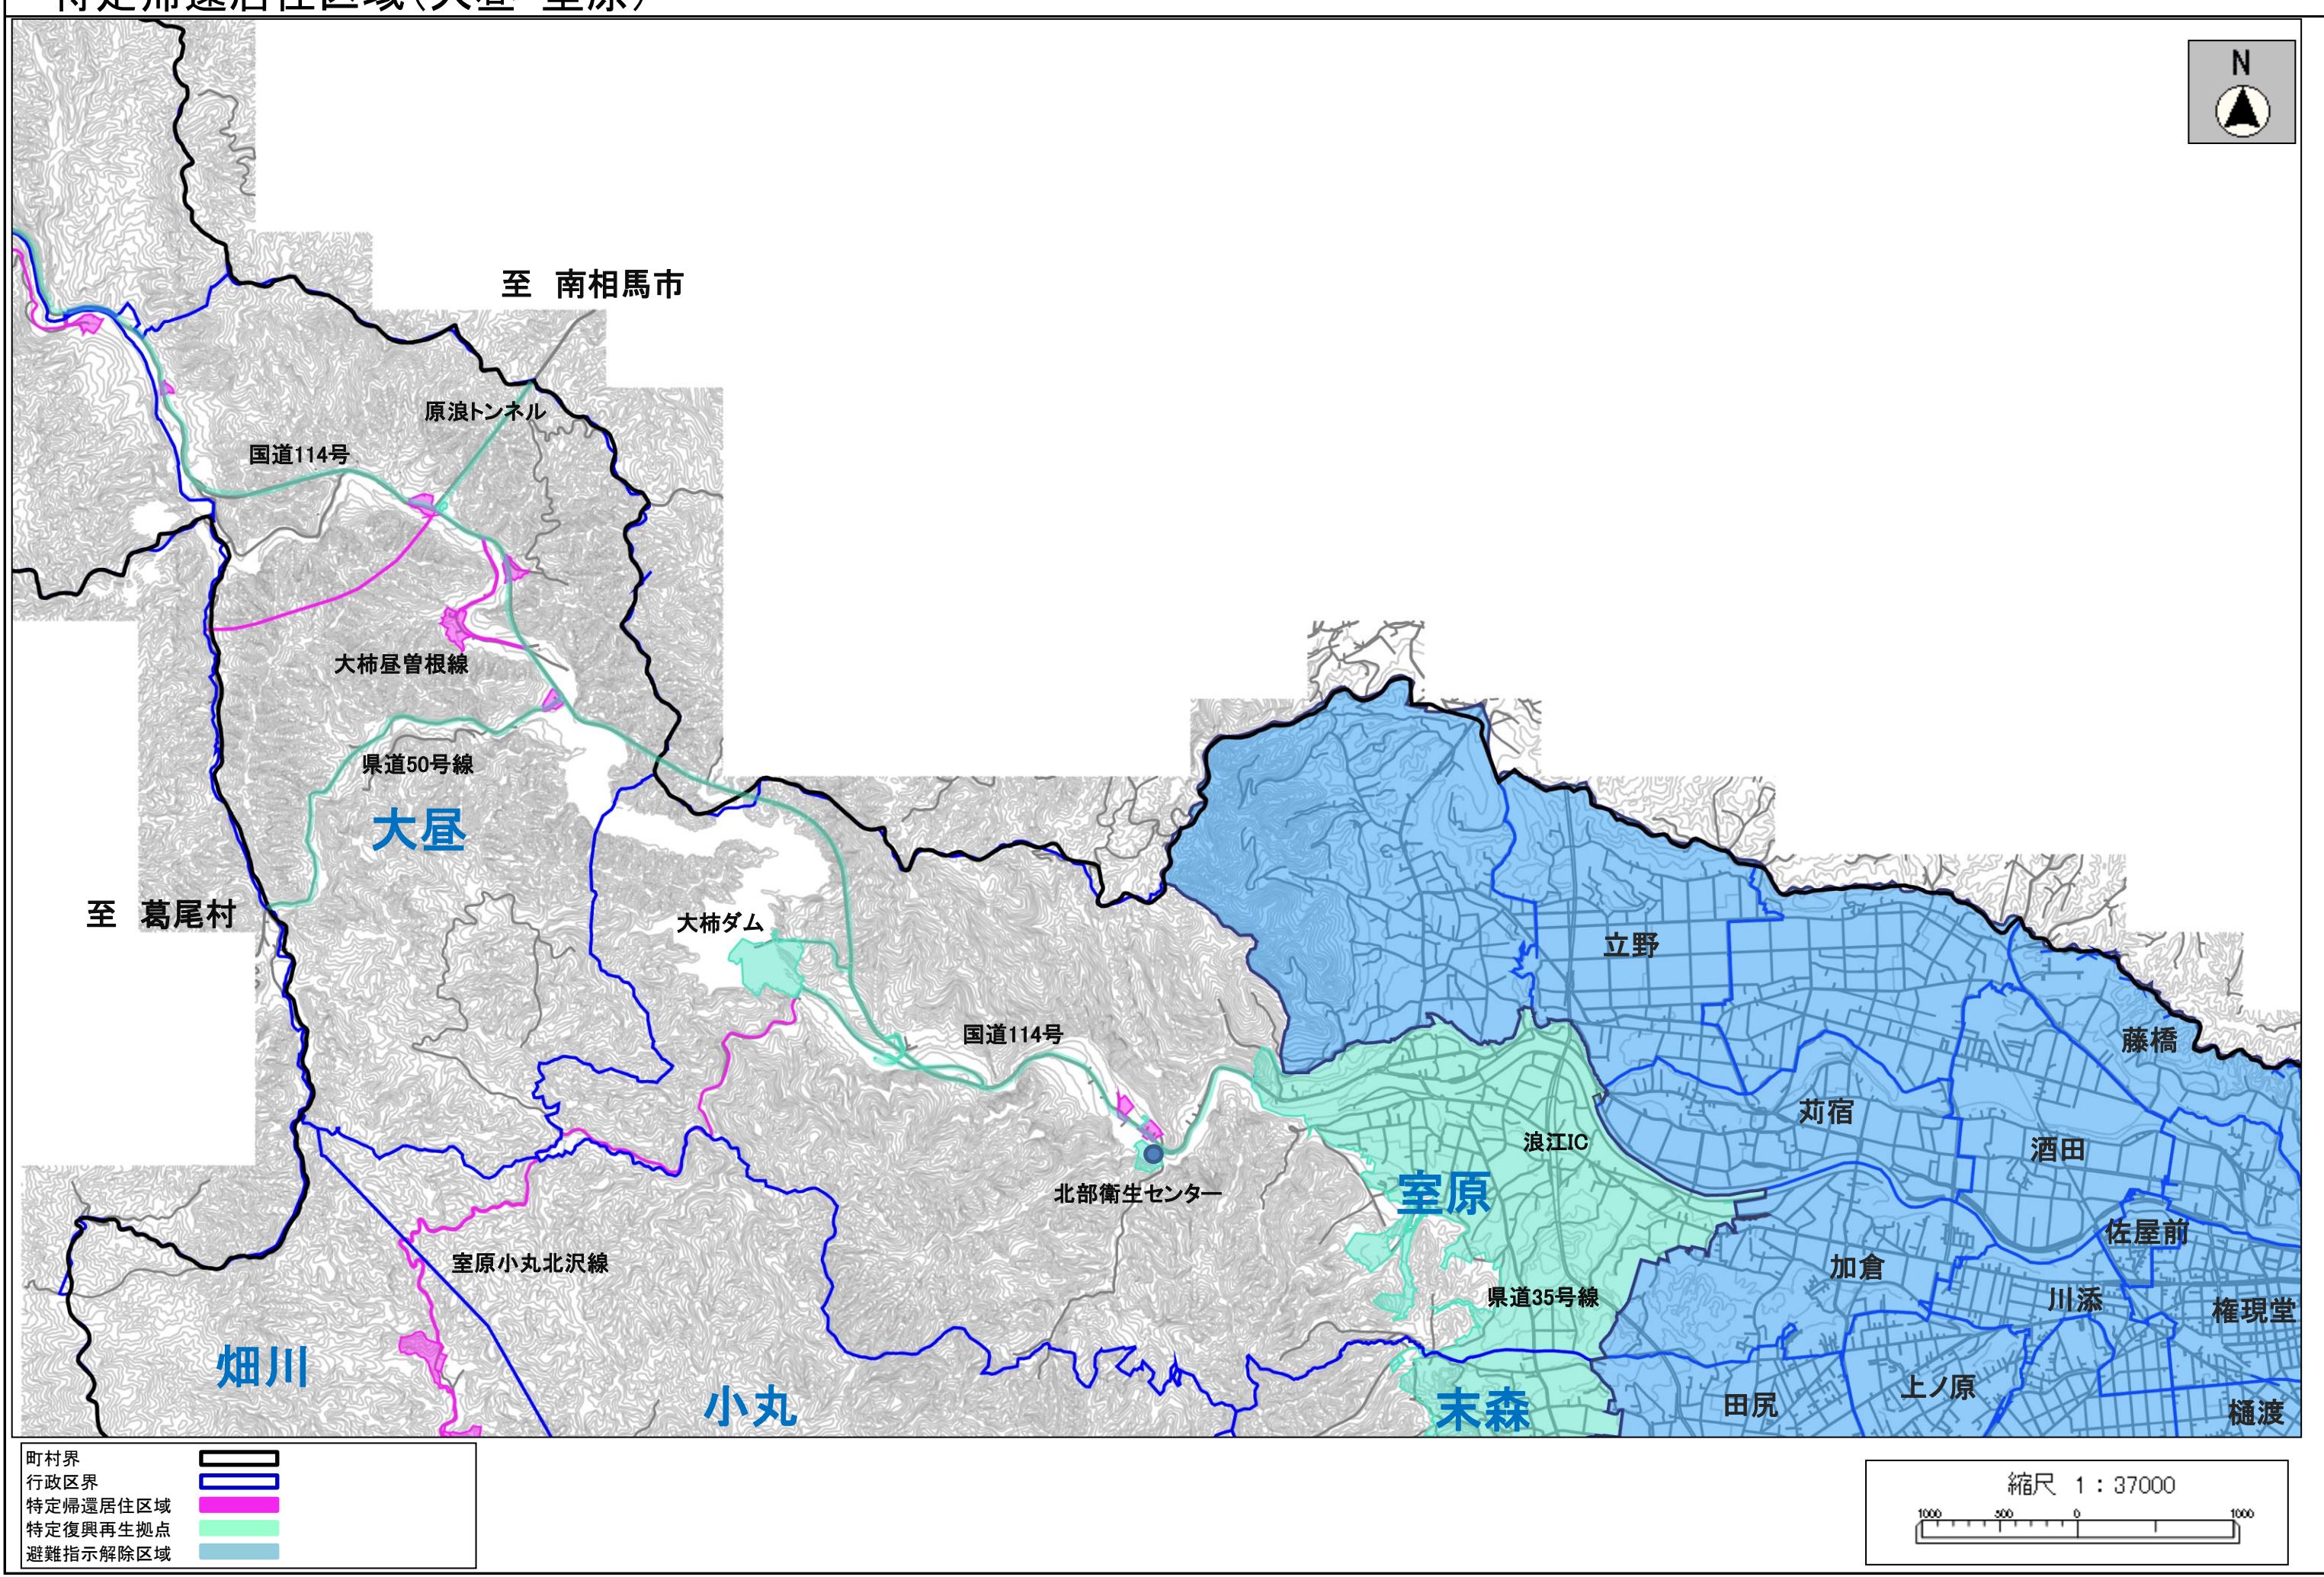 特定帰還居住区域(大昼・室原)
N
至　南相馬市
原浪トンネル
国道114号
大柿昼曽根線
県道50号線
大昼
至　葛尾村
大柿ダム
立野
国道114号
藤橋
苅宿
浪江IC
酒田
室原
北部衛生センター
佐屋前
室原小丸北沢線
加倉
県道35号線
川添
権現堂
畑川
小丸
末森
田尻
上ノ原
樋渡
町村界
行政区界
特定帰還居住区域
特定復興再生拠点
避難指示解除区域
縮尺　1：37000
1000 500 0 1000